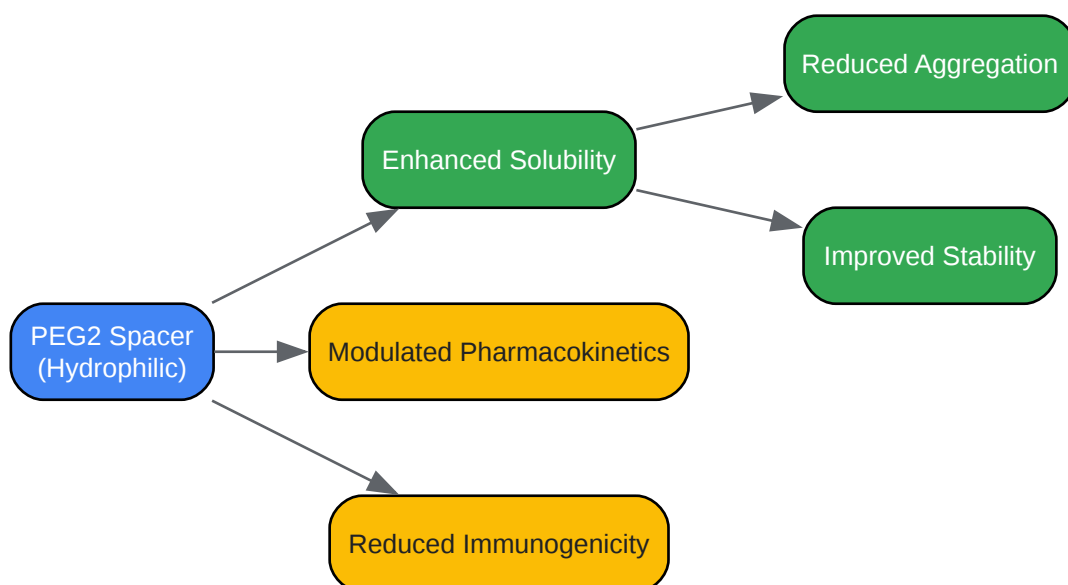 Reduced Aggregation
Enhanced Solubility
Improved Stability
PEG2 Spacer
(Hydrophilic)
Modulated Pharmacokinetics
Reduced Immunogenicity